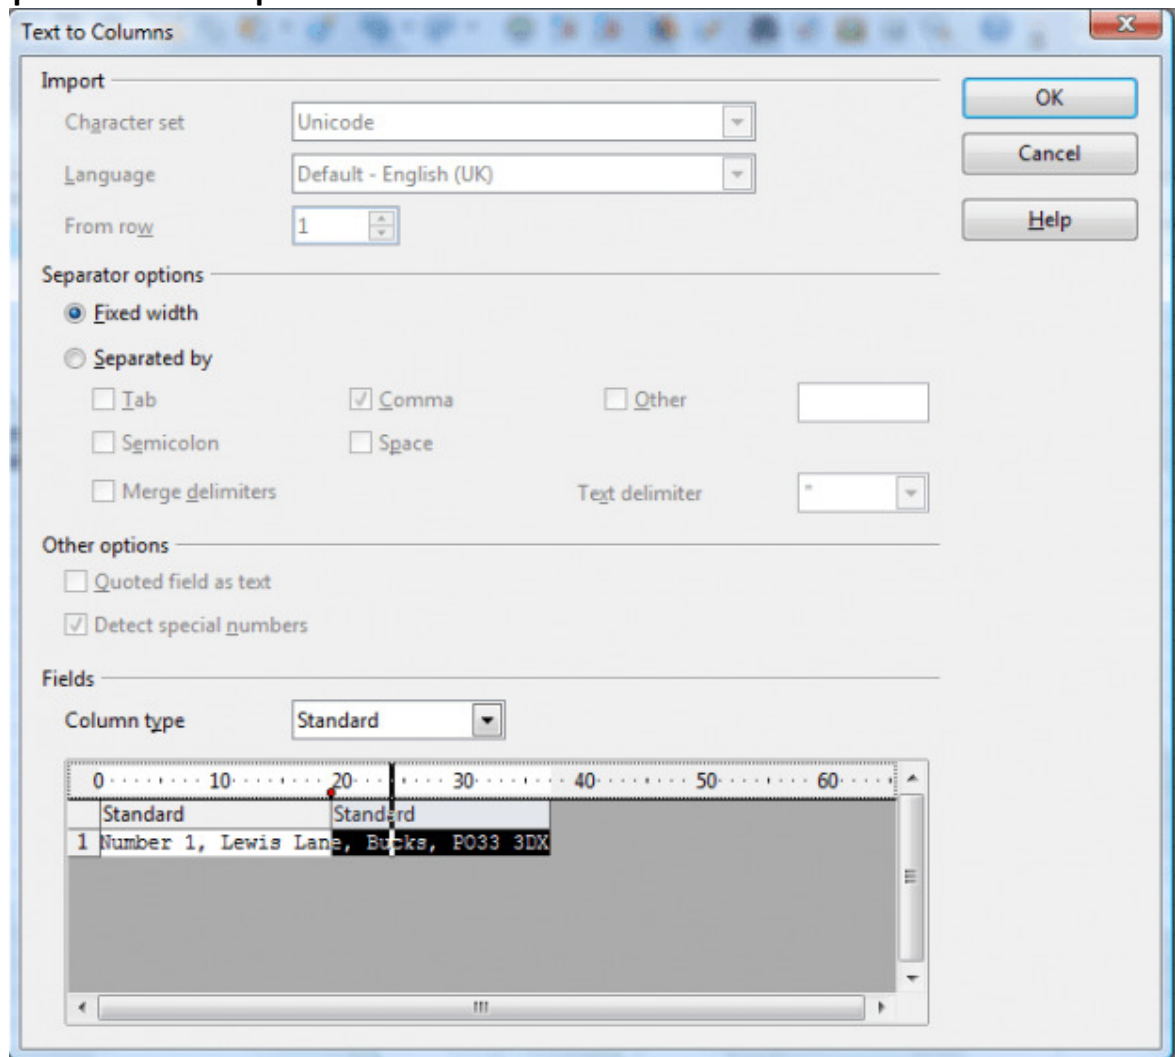 Text to Columns
Import
OK
Character set Unicode
Cancel
Language Default - English (UK)
From row 1
Help
Separator options
Fixed width
Separated by
Tab Comma Other
Semicolon Space
Merge delimiters Text delimiter "
Other options
Quoted field as text
Detect special numbers
Fields
Column type Standard
0 10 20 30 40 50 60
Standard Standard
1 Number 1, Lewis Lane, Bucks, PO33 3DX